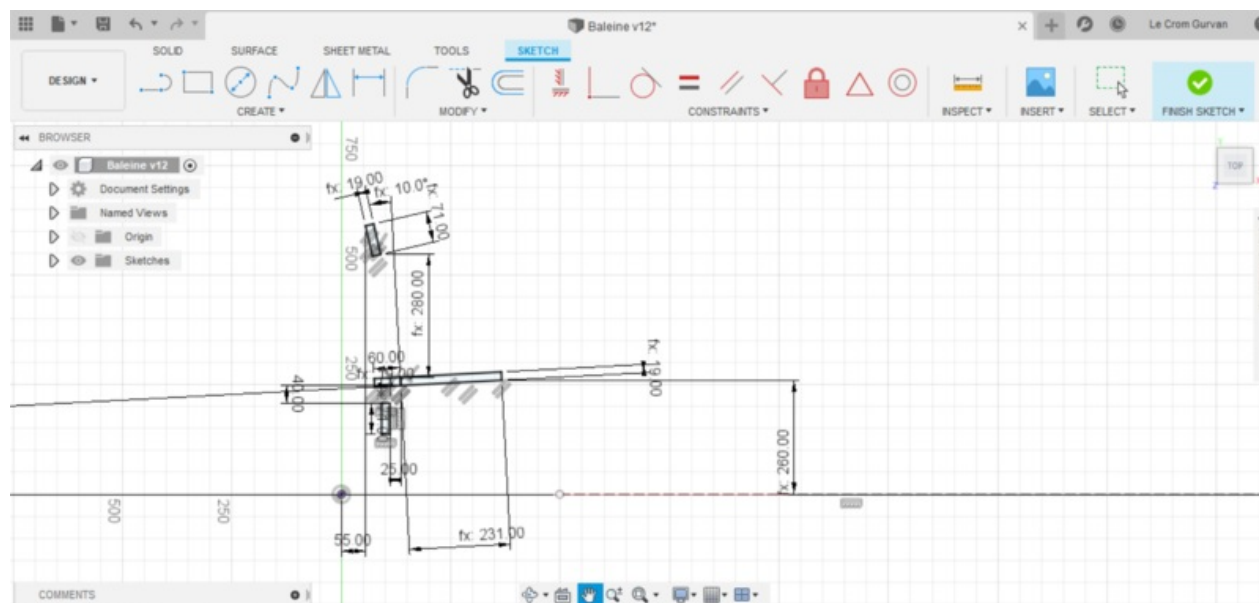 Baleine v12*
Le Crom Gurvan
SOLID SURFACE SHEET METAL TOOLS SKETCH
DESIGN
CREATE MODIFY CONSTRAINTS INSPECT INSERT SELECT FINISH SKETCH
BROWSER
Baleine v12
Document Settings
Named Views
Origin
Sketches
TOP
750
fx: 19.00
fx: 10.0°
fx: 71.00
500
fx: 280.00
250
60.00
fx: 19.00
40.00
25.00
fx: 260.00
500
250
55.00
fx: 231.00
COMMENTS